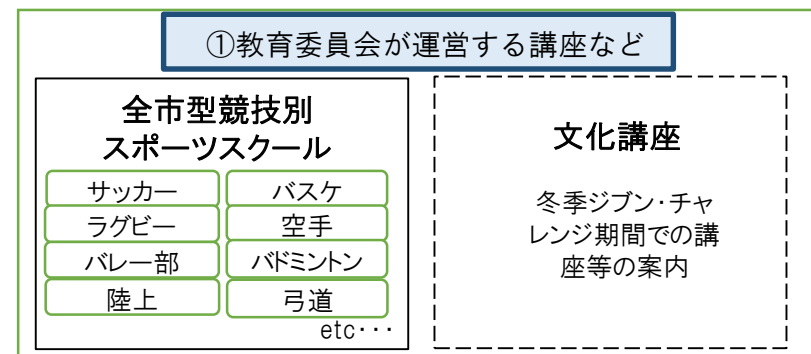 ①教育委員会が運営する講座など
全市型競技別
スポーツスクール
サッカー
バスケ
ラグビー
空手
バレー部
バドミントン
陸上
弓道
etc・・・
文化講座
冬季ジブン・チャ
レンジ期間での講
座等の案内